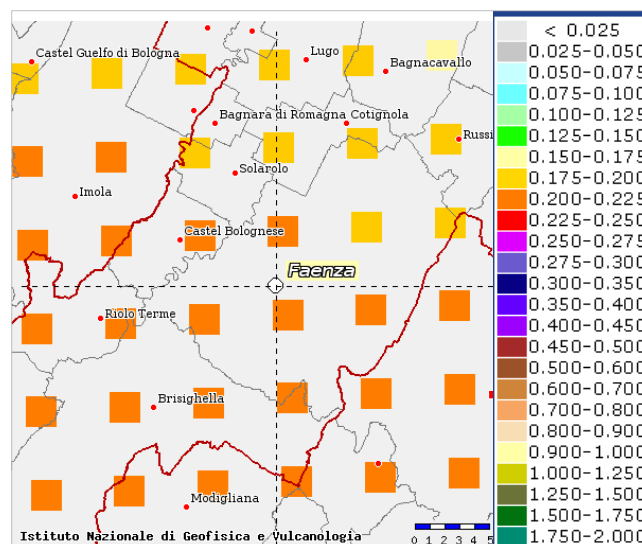 Castel Guelfo di Bologna
Lugo
Bagnacavallo
Bagnara di Romagna Cotignola
Russi
Solarolo
Imola
Castel Bolognese
Faenza
Riolo Terme
Brisighella
Modigliana
Istituto Nazionale di Geofisica e Vulcanologia
0 1 2 3 4 5
< 0.025
0.025-0.050
0.050-0.075
0.075-0.100
0.100-0.125
0.125-0.150
0.150-0.175
0.175-0.200
0.200-0.225
0.225-0.250
0.250-0.275
0.275-0.300
0.300-0.350
0.350-0.400
0.400-0.450
0.450-0.500
0.500-0.600
0.600-0.700
0.700-0.800
0.800-0.900
0.900-1.000
1.000-1.250
1.250-1.500
1.500-1.750
1.750-2.000